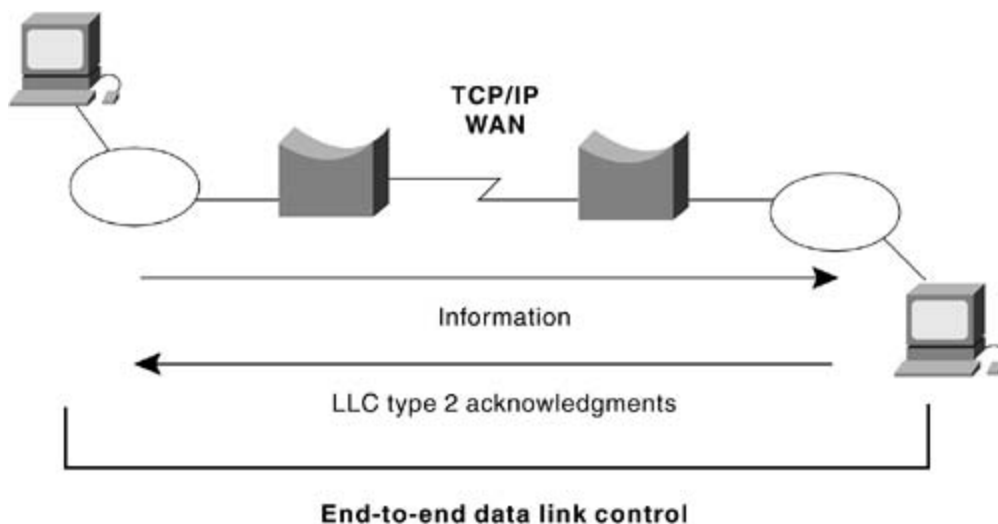 TCP/IP
WAN
Information
LLC type 2 acknowledgments
End-to-end data link control